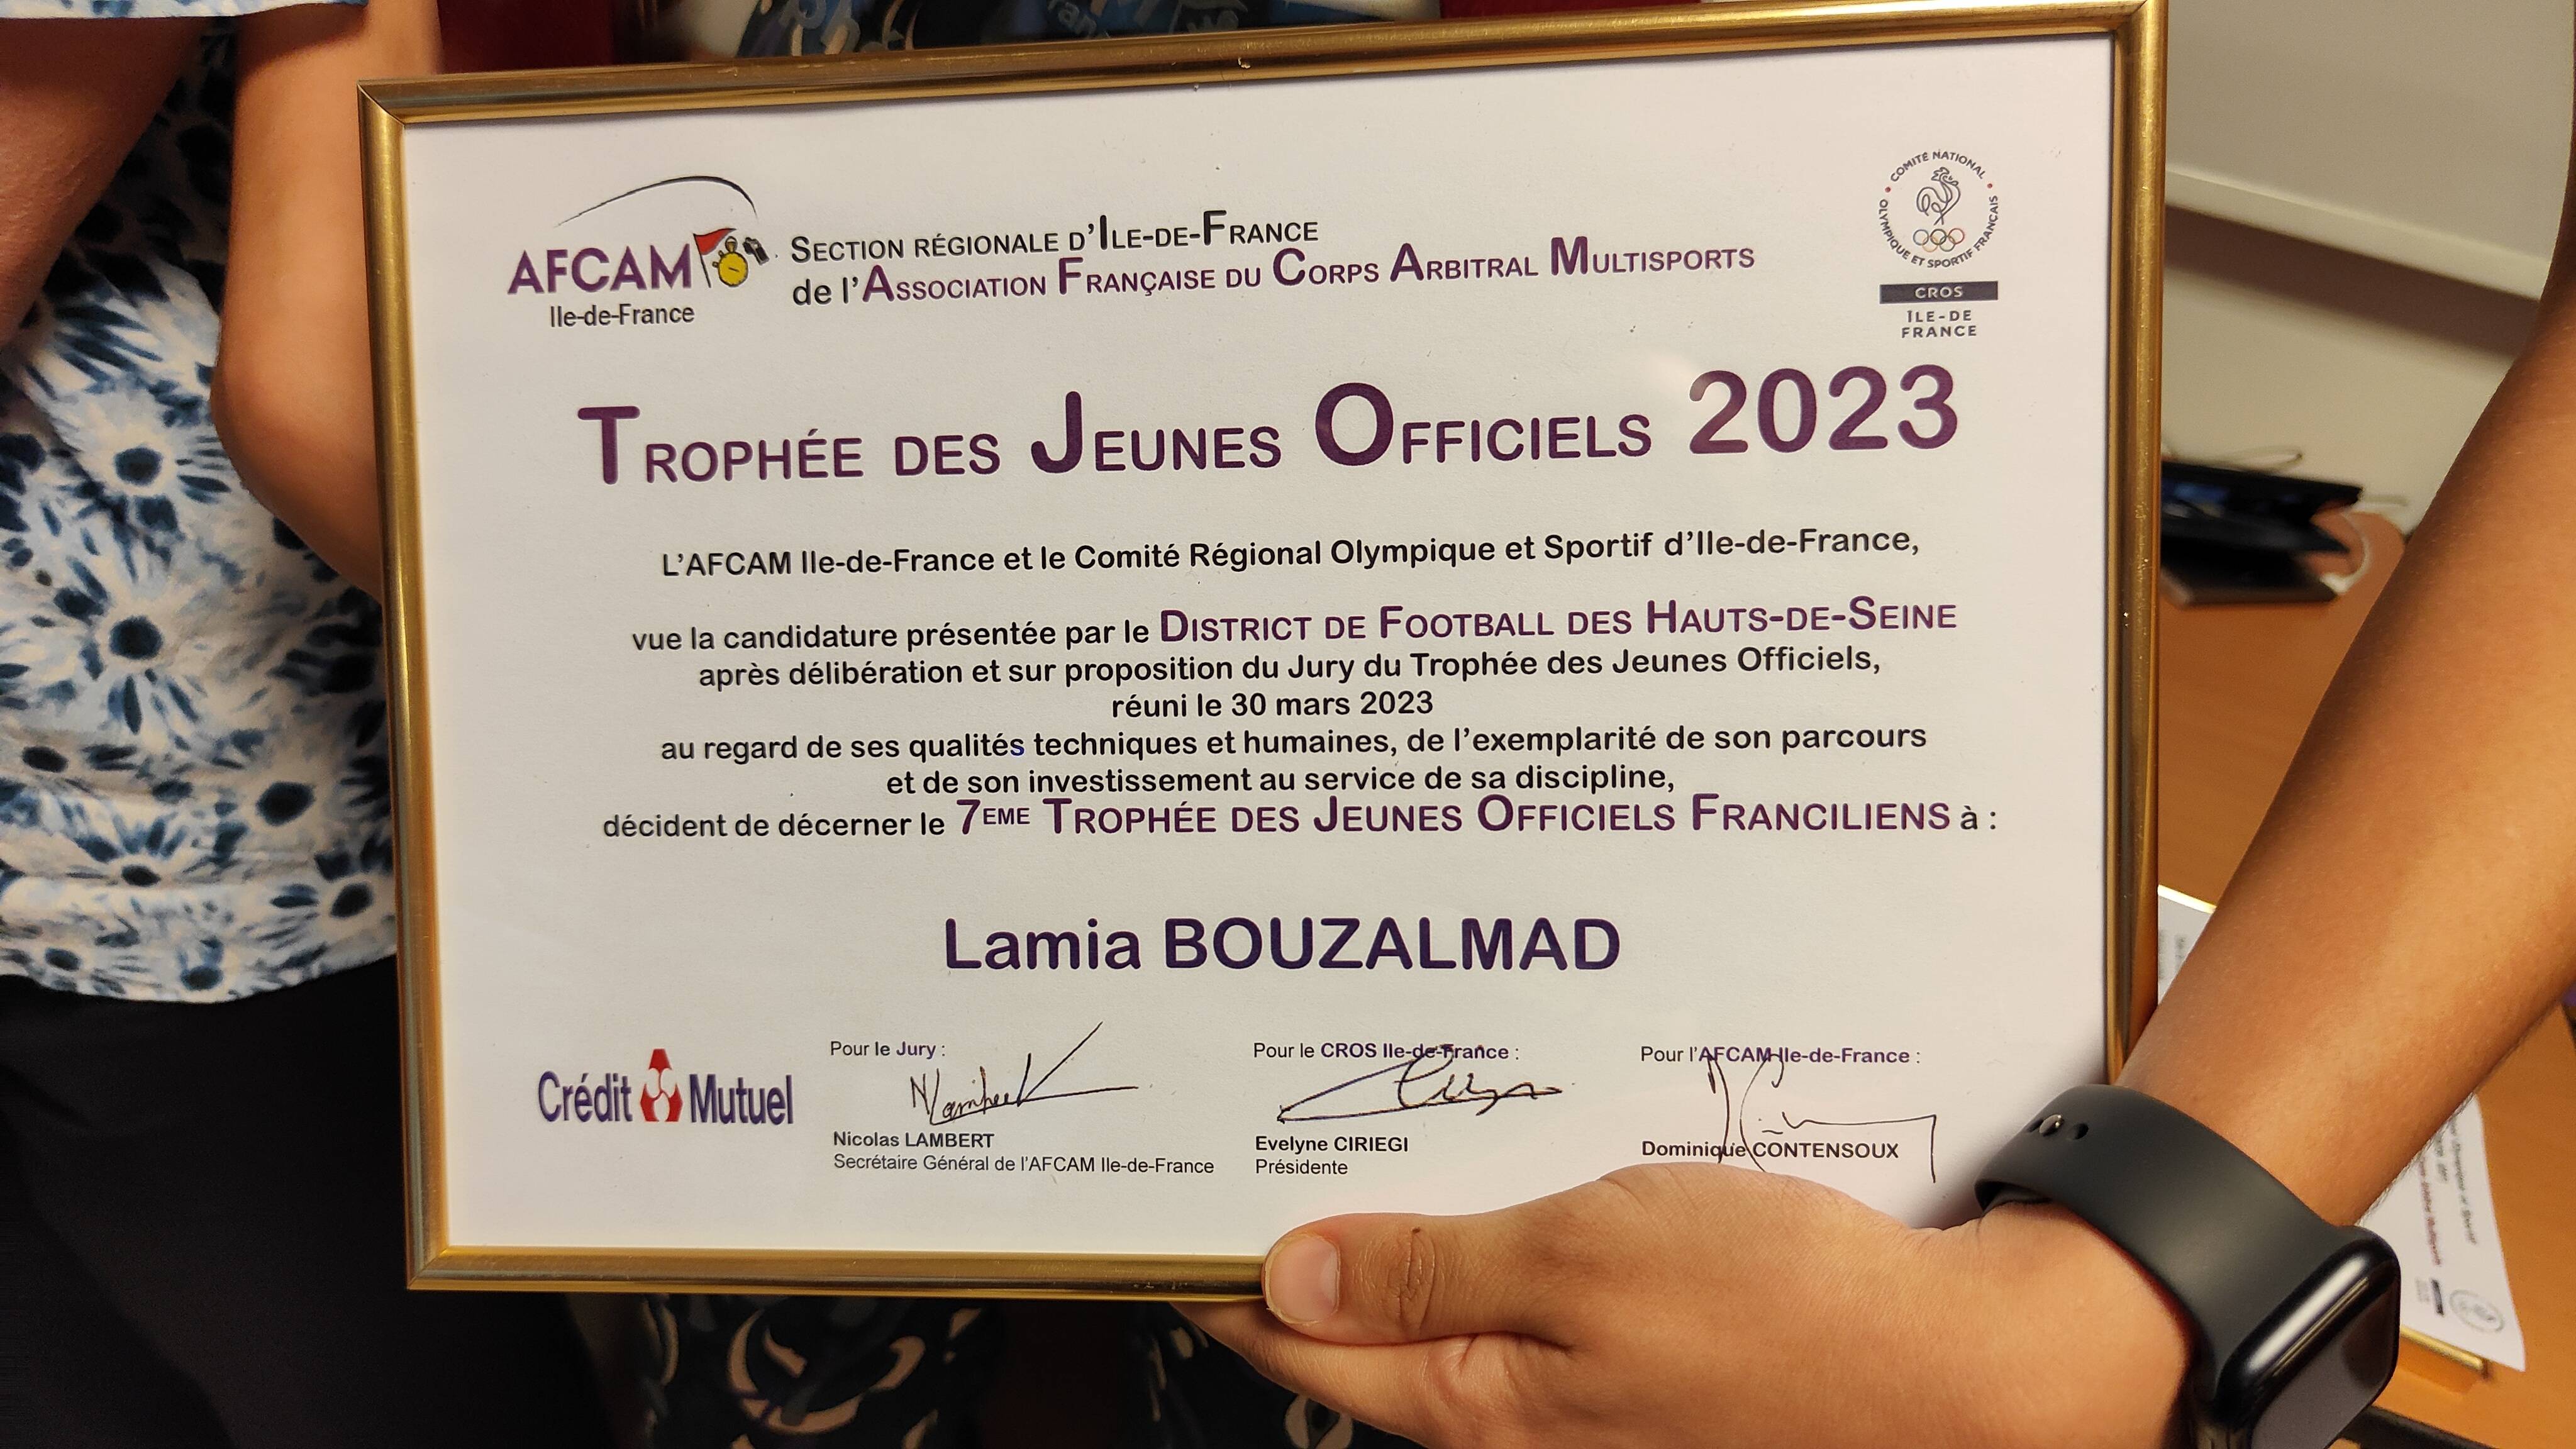 AFCAM
Ile-de-France
SECTION RÉGIONALE D'ILE-DE-FRANCE
de l'ASSOCIATION FRANÇAISE DU CORPS ARBITRAL MULTISPORTS
COMITÉ NATIONAL
OLYMPIQUE ET SPORTIF FRANÇAIS
CROS
ÎLE-DE
FRANCE
TROPHÉE DES JEUNES OFFICIELS 2023
L'AFCAM Ile-de-France et le Comité Régional Olympique et Sportif d'Ile-de-France,
vue la candidature présentée par le DISTRICT DE FOOTBALL DES HAUTS-DE-SEINE
après délibération et sur proposition du Jury du Trophée des Jeunes Officiels,
réuni le 30 mars 2023
au regard de ses qualités techniques et humaines, de l'exemplarité de son parcours
et de son investissement au service de sa discipline,
décident de décerner le 7EME TROPHÉE DES JEUNES OFFICIELS FRANCILIENS à :
Lamia BOUZALMAD
Crédit Mutuel
Pour le Jury :
Nicolas LAMBERT
Secrétaire Général de l'AFCAM Ile-de-France
Pour le CROS Ile-de-France :
Evelyne CIRIEGI
Présidente
Pour l'AFCAM Ile-de-France :
Dominique CONTENSOUX